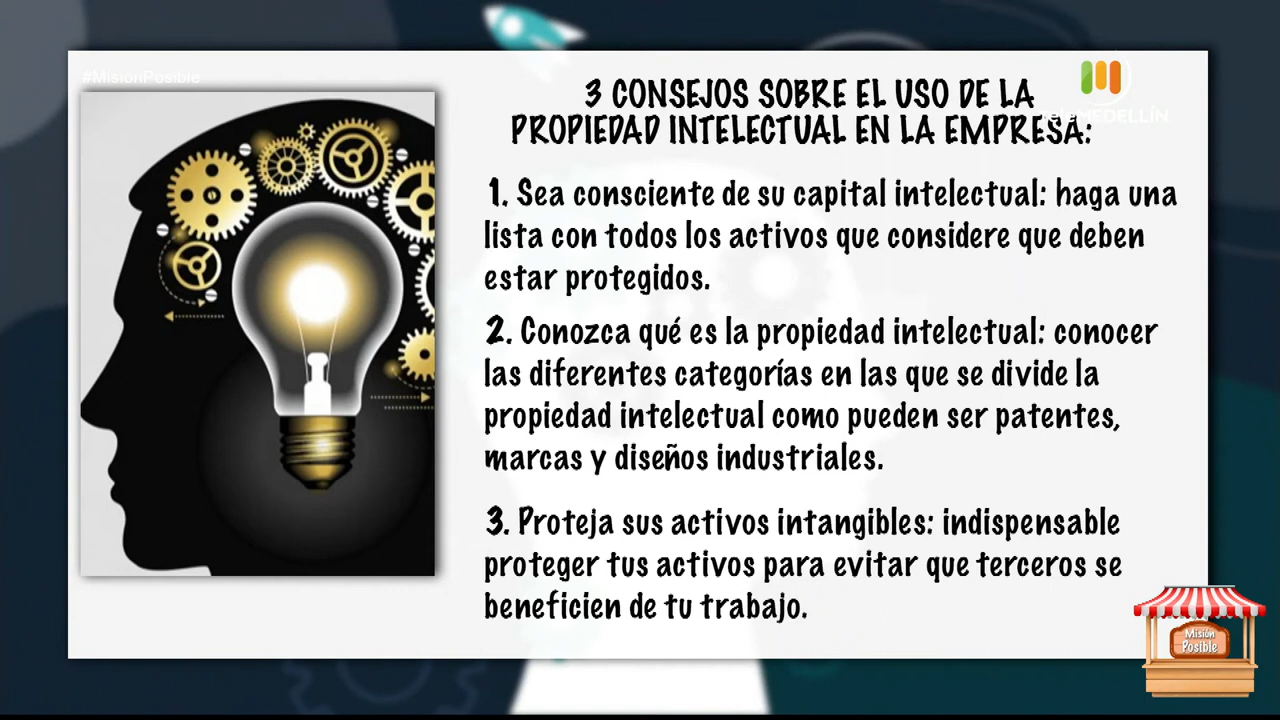 #MisiónPosible
3 CONSEJOS SOBRE EL USO DE LA
PROPIEDAD INTELECTUAL EN LA EMPRESA:
TeleMEDELLÍN
1. Sea consciente de su capital intelectual: haga una
lista con todos los activos que considere que deben
estar protegidos.
2. Conozca qué es la propiedad intelectual: conocer
las diferentes categorías en las que se divide la
propiedad intelectual como pueden ser patentes,
marcas y diseños industriales.
3. Proteja sus activos intangibles: indispensable
proteger tus activos para evitar que terceros se
beneficien de tu trabajo.
Misión
Posible